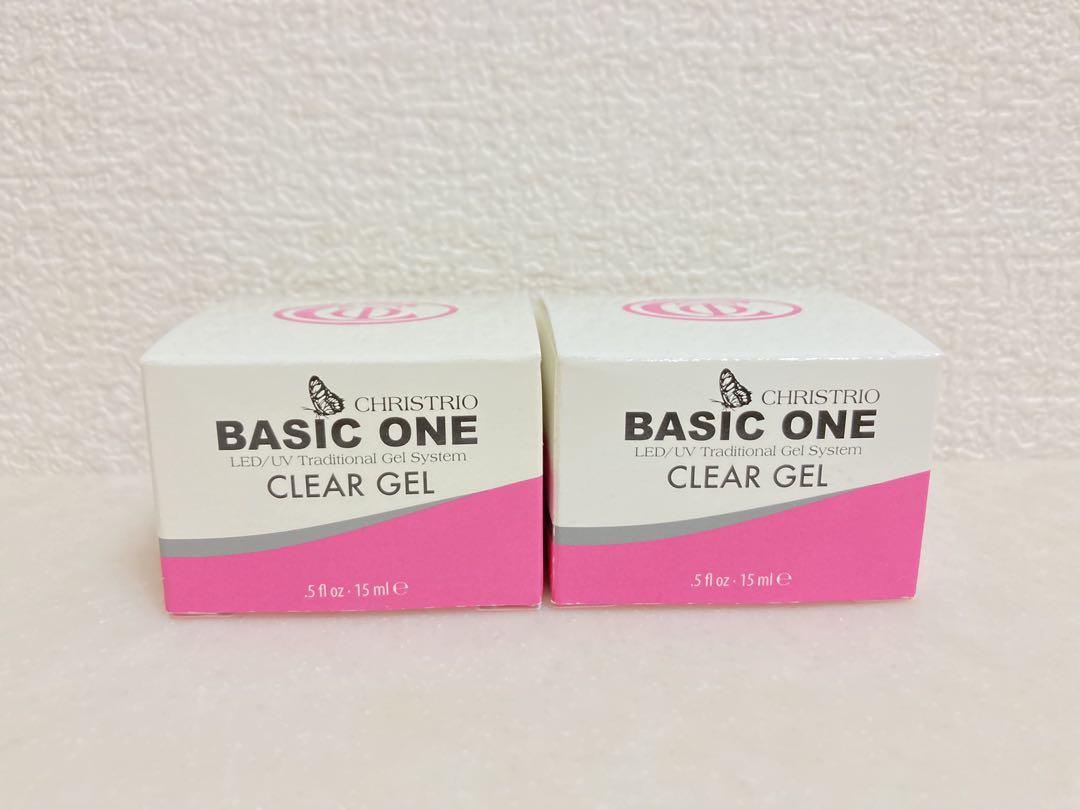 CHRISTRIO
BASIC ONE
LED/UV Traditional Gel System
CLEAR GEL
.5 fl oz · 15 ml ℮
CHRISTRIO
BASIC ONE
LED/UV Traditional Gel System
CLEAR GEL
.5 fl oz · 15 ml ℮